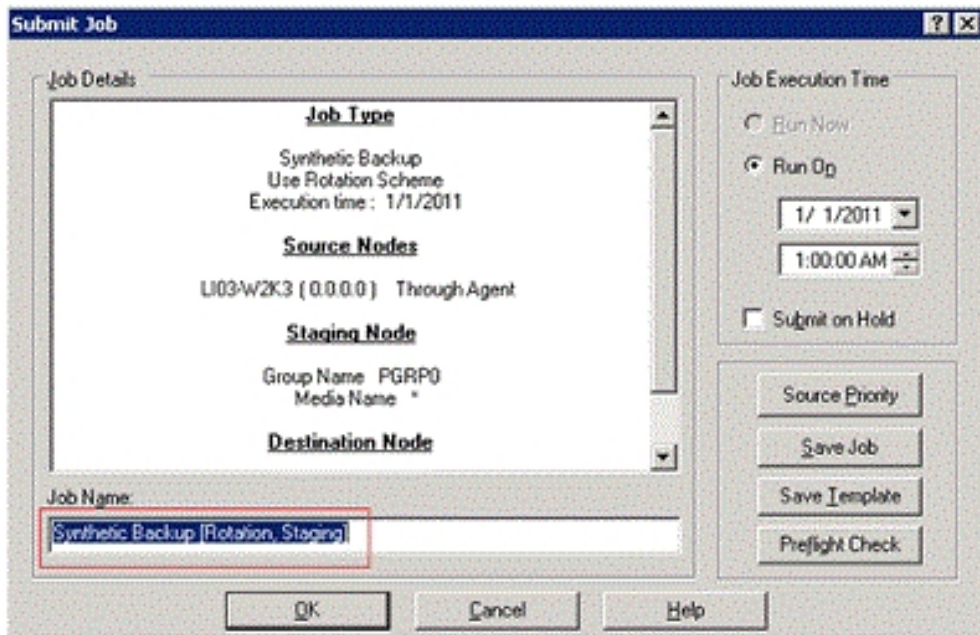 Submit Job
Job Details
Job Type
Synthetic Backup
Use Rotation Scheme
Execution time : 1/1/2011
Source Nodes
LI03-W2K3 ( 0.0.0.0 ) Through Agent
Staging Node
Group Name PGRP0
Media Name *
Destination Node
Job Name:
Synthetic Backup [Rotation, Staging]
Job Execution Time
Run Now
Run On
1/ 1/2011
1:00:00 AM
Submit on Hold
Source Priority
Save Job
Save Template
Preflight Check
OK
Cancel
Help